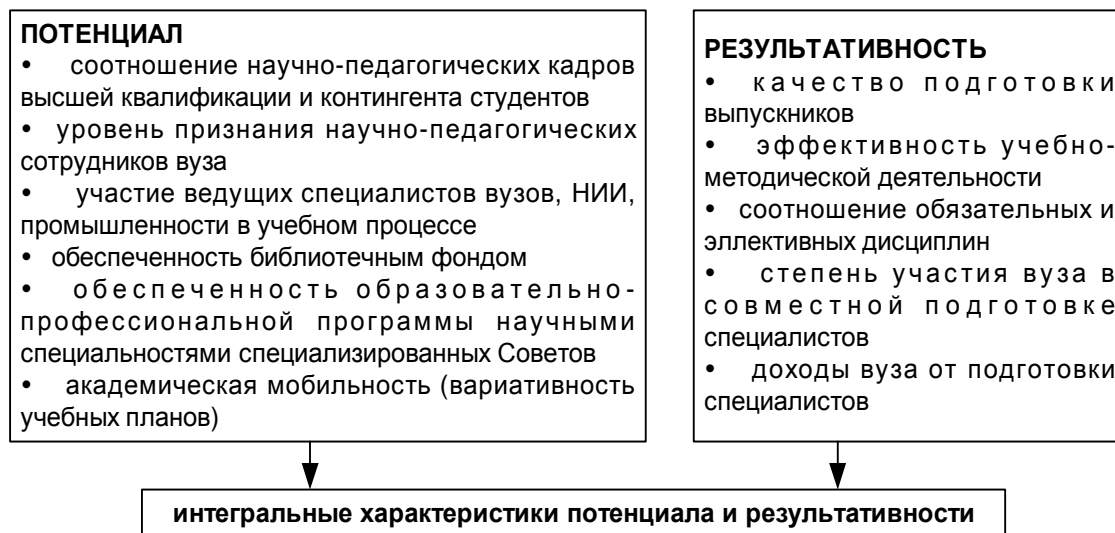 ПОТЕНЦИАЛ
• соотношение научно-педагогических кадров
высшей квалификации и контингента студентов
• уровень признания научно-педагогических
сотрудников вуза
• участие ведущих специалистов вузов, НИИ,
промышленности в учебном процессе
• обеспеченность библиотечным фондом
• обеспеченность образовательно-
профессиональной программы научными
специальностями специализированных Советов
• академическая мобильность (вариативность
учебных планов)
РЕЗУЛЬТАТИВНОСТЬ
• качество подготовки
выпускников
• эффективность учебно-
методической деятельности
• соотношение обязательных и
эллективных дисциплин
• степень участия вуза в
совместной подготовке
специалистов
• доходы вуза от подготовки
специалистов
интегральные характеристики потенциала и результативности